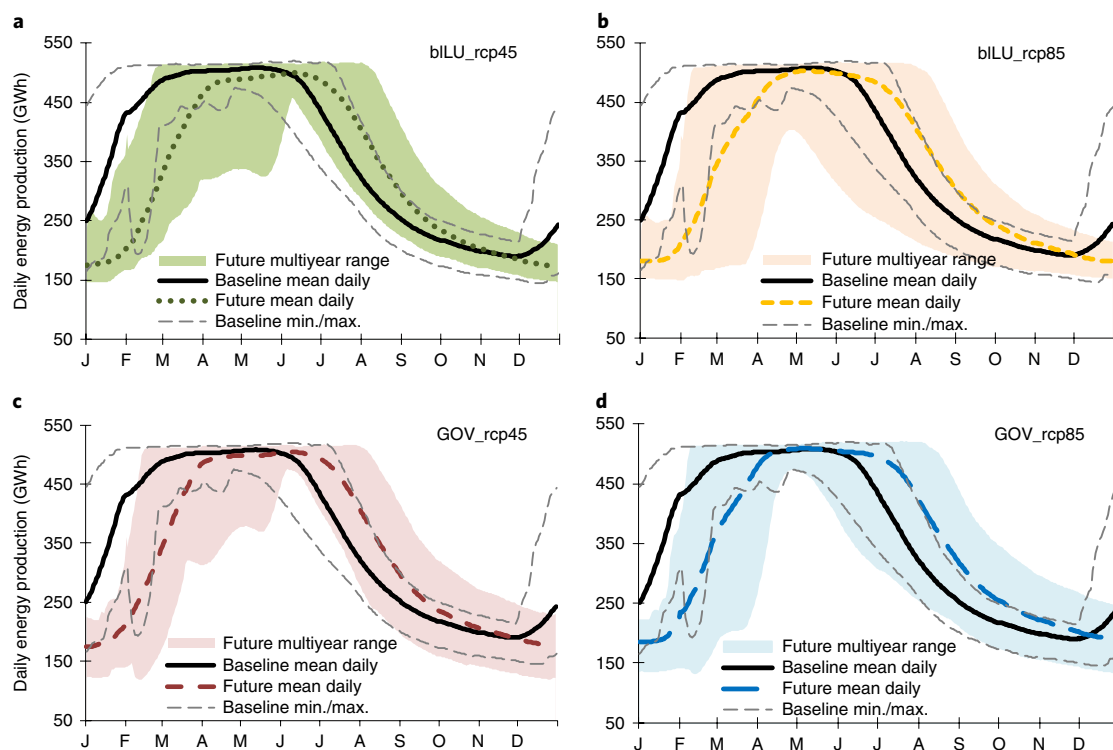 a
bILU_rcp45
Daily energy production (GWh)
550
450
350
250
150
50
Future multiyear range
Baseline mean daily
Future mean daily
Baseline min./max.
J F M A M J J A S O N D
b
bILU_rcp85
550
450
350
250
150
50
Future multiyear range
Baseline mean daily
Future mean daily
Baseline min./max.
J F M A M J J A S O N D
c
GOV_rcp45
Daily energy production (GWh)
550
450
350
250
150
50
Future multiyear range
Baseline mean daily
Future mean daily
Baseline min./max.
J F M A M J J A S O N D
d
GOV_rcp85
550
450
350
250
150
50
Future multiyear range
Baseline mean daily
Future mean daily
Baseline min./max.
J F M A M J J A S O N D